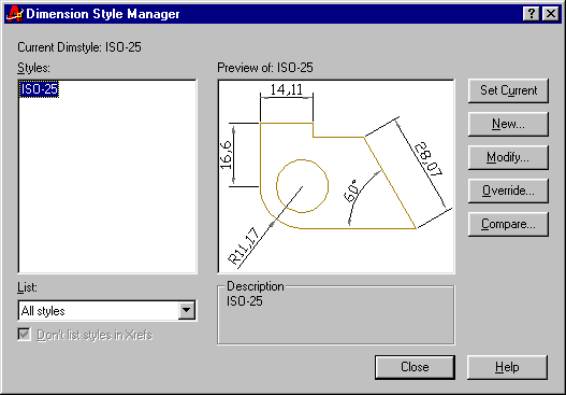 Dimension Style Manager
Current Dimstyle: ISO-25
Styles:
ISO-25
Preview of: ISO-25
14,11
16,6
28,07
60°
R11,17
Set Current
New...
Modify...
Override...
Compare...
List:
All styles
Don't list styles in Xrefs
Description
ISO-25
Close
Help